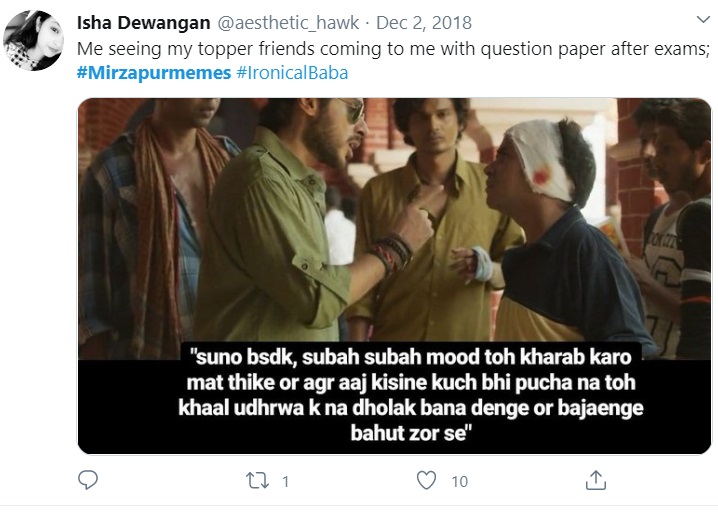 Isha Dewangan @aesthetic_hawk · Dec 2, 2018
Me seeing my topper friends coming to me with question paper after exams;
#Mirzapurmemes #IronicalBaba
"suno bsdk, subah subah mood toh kharab karo
mat thike or agr aaj kisine kuch bhi pucha na toh
khaal udhrwa k na dholak bana denge or bajaenge
bahut zor se"
1 10